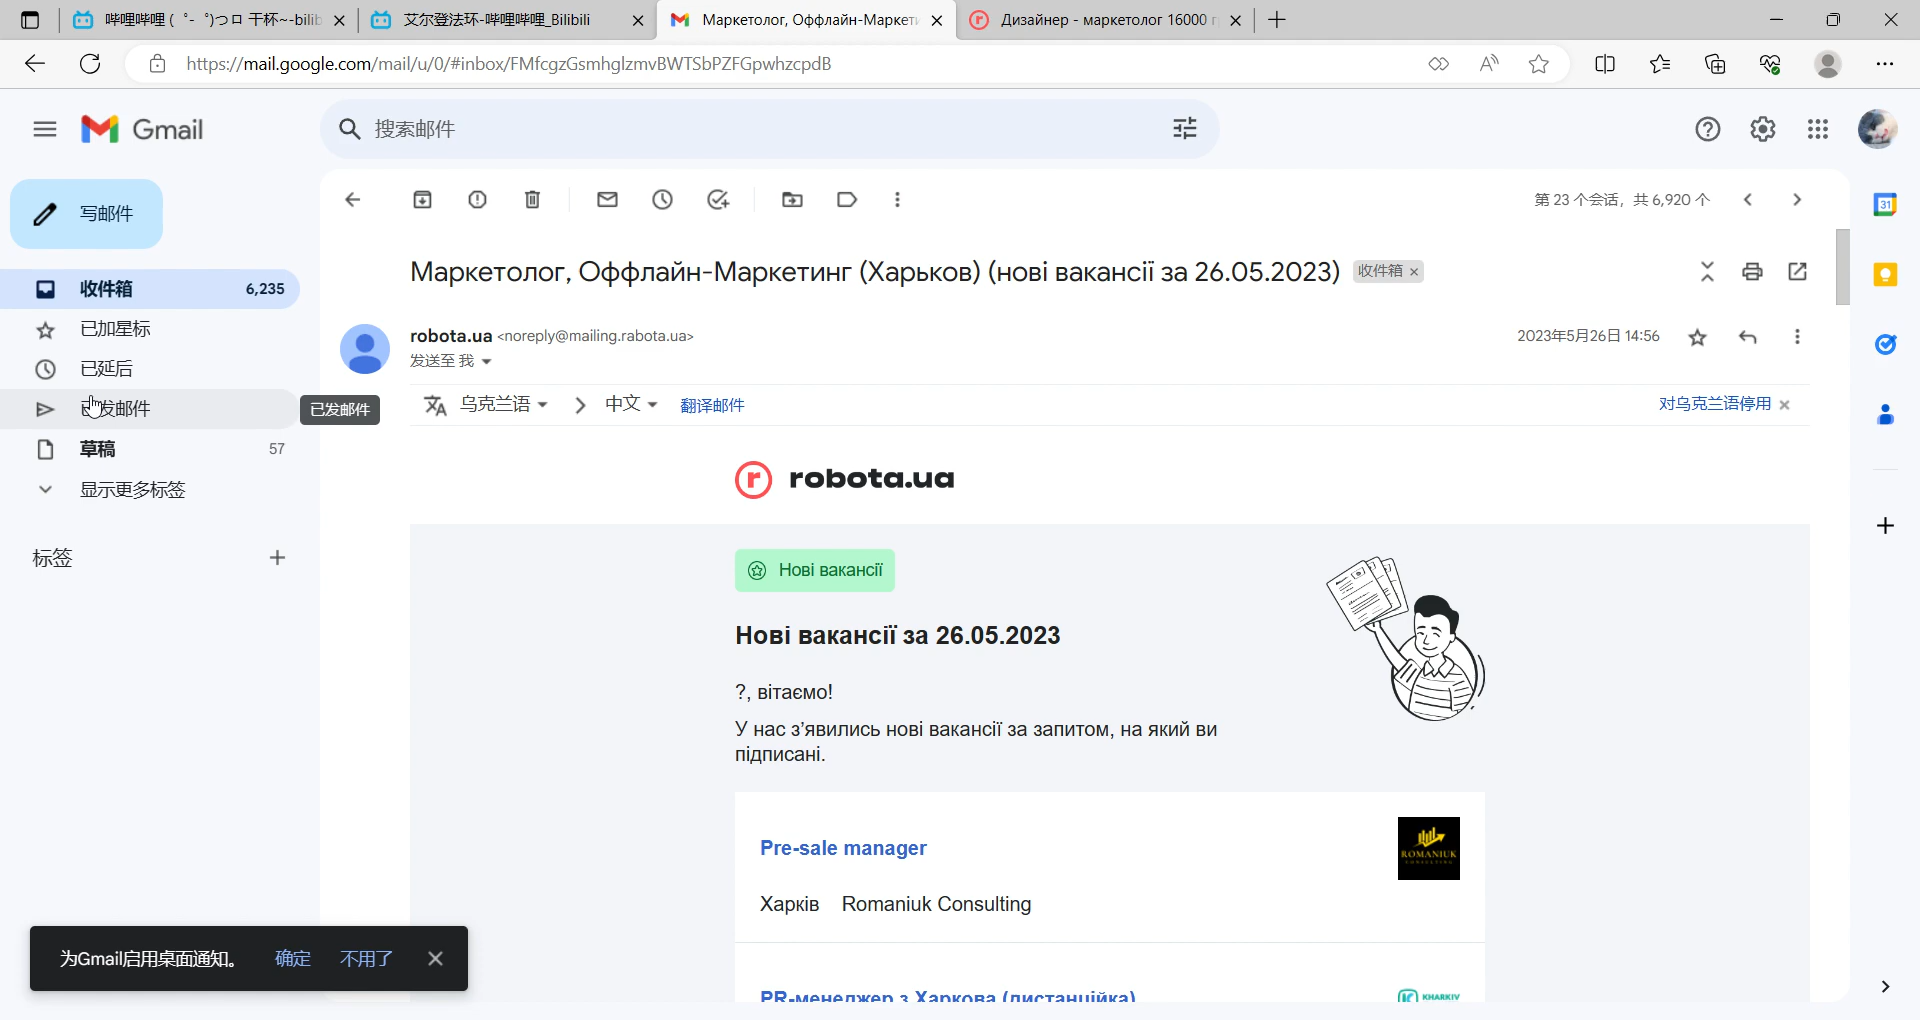 哔哩哔哩 (゜-゜)つロ 干杯~-bilib
艾尔登法环-哔哩哔哩_Bilibili
Маркетолог, Оффлайн-Маркети
Дизайнер - маркетолог 16000 г
https://mail.google.com/mail/u/0/#inbox/FMfcgzGsmhglzmvBWTSbPZFGpwhzcpdB
Gmail
搜索邮件
写邮件
第 23 个会话，共 6,920 个
31
Маркетолог, Оффлайн-Маркетинг (Харьков) (нові вакансії за 26.05.2023)
收件箱 ×
收件箱 6,235
已加星标
已延后
已发邮件
已发邮件
草稿 57
显示更多标签
标签
robota.ua <noreply@mailing.rabota.ua>
2023年5月26日 14:56
发送至 我
乌克兰语 > 中文 翻译邮件
对乌克兰语停用 ×
robota.ua
Нові вакансії
Нові вакансії за 26.05.2023
?, вітаємо!
У нас з’явились нові вакансії за запитом, на який ви
підписані.
Pre-sale manager
ROMANIUK
CONSULTING
Харків Romaniuk Consulting
PR-менеджер з Харкова (дистанційка)
KHARKIV
为Gmail启用桌面通知。 确定 不用了